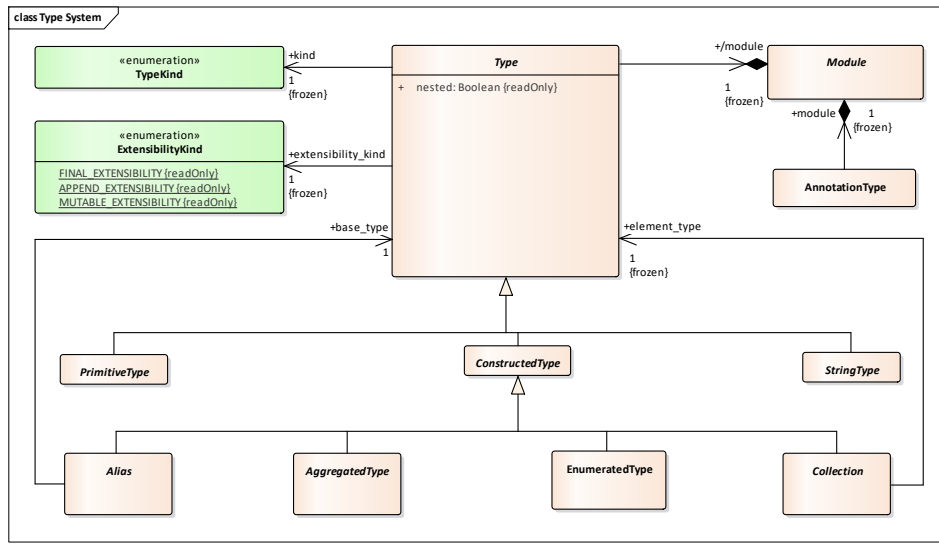 class Type System
«enumeration»
TypeKind
+kind
1
{frozen}
Type
+ nested: Boolean {readOnly}
+/module
1
{frozen}
Module
«enumeration»
ExtensibilityKind
FINAL_EXTENSIBILITY {readOnly}
APPEND_EXTENSIBILITY {readOnly}
MUTABLE_EXTENSIBILITY {readOnly}
+extensibility_kind
1
{frozen}
+module
1
{frozen}
AnnotationType
+base_type
1
+element_type
1
{frozen}
PrimitiveType
ConstructedType
StringType
Alias
AggregatedType
EnumeratedType
Collection